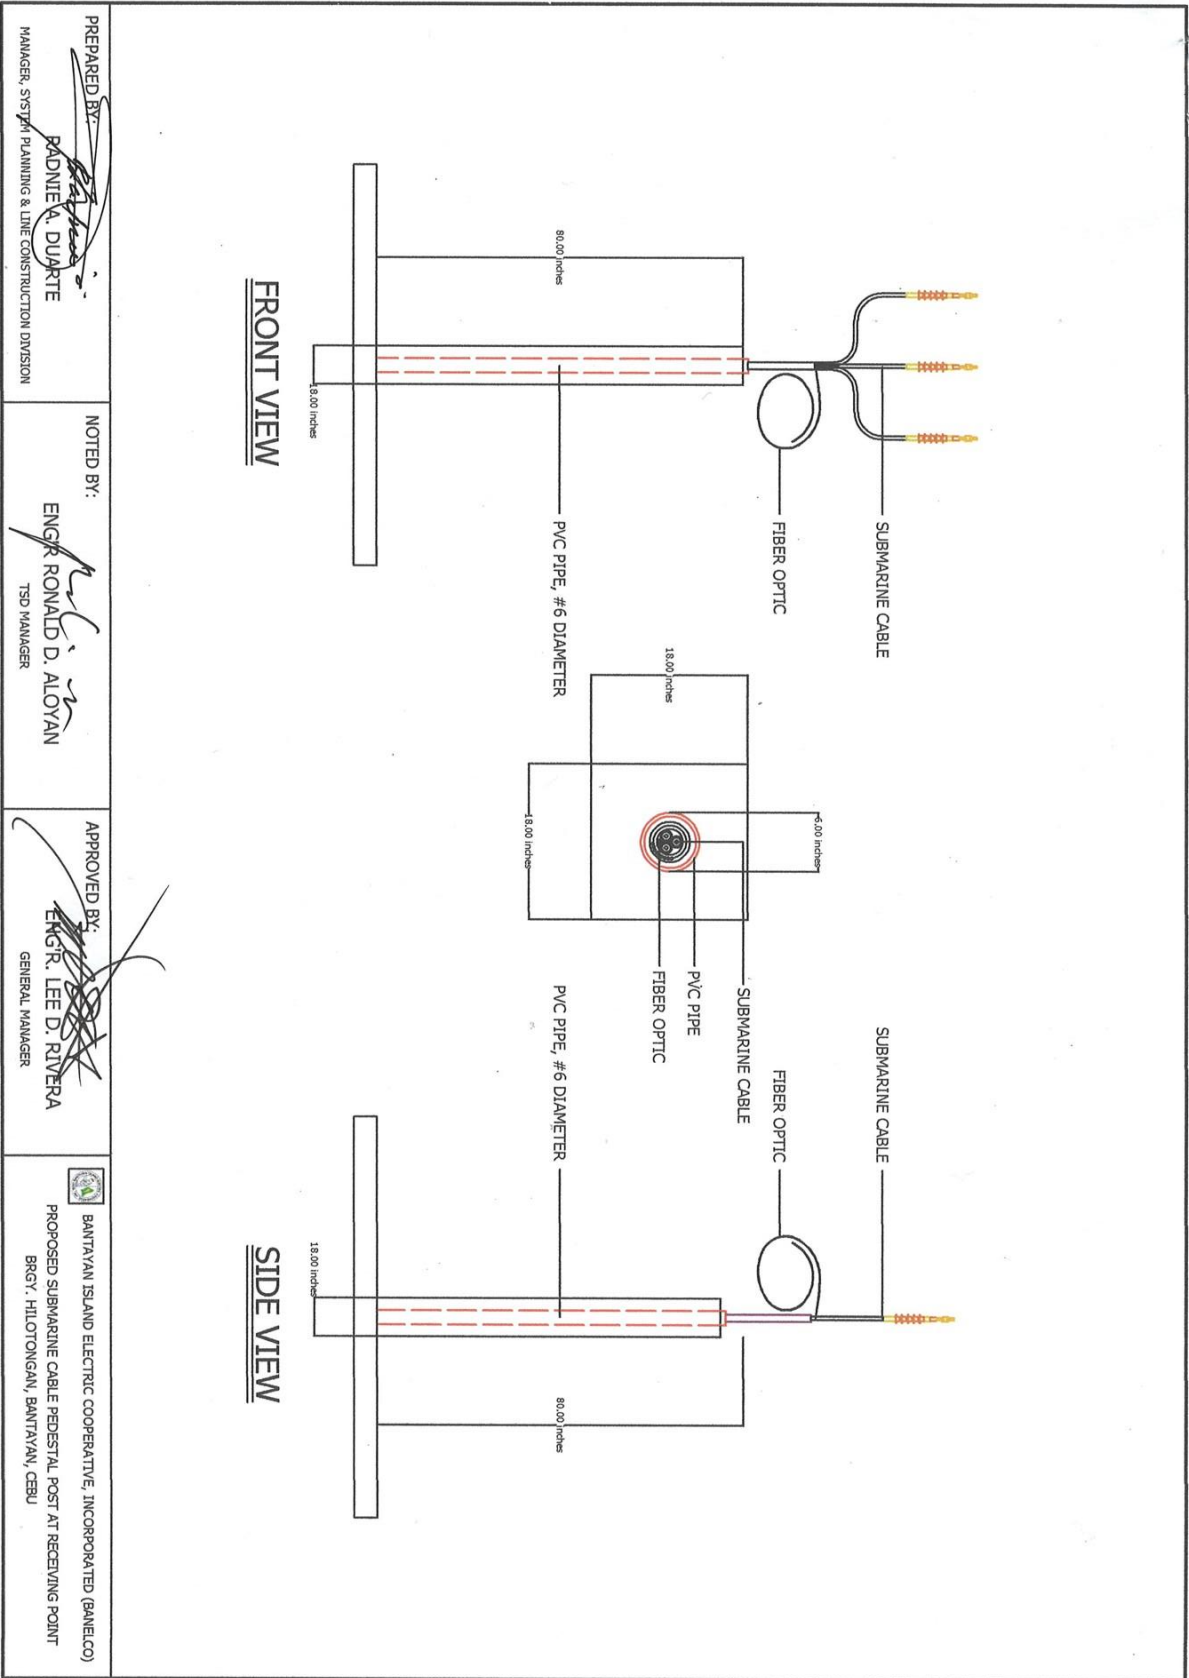 SUBMARINE CABLE
FIBER OPTIC
80.00 inches
PVC PIPE, #6 DIAMETER
18.00 inches
FRONT VIEW
18.00 inches
6.00 inches
18.00 inches
SUBMARINE CABLE
PVC PIPE
FIBER OPTIC
SUBMARINE CABLE
FIBER OPTIC
PVC PIPE, #6 DIAMETER
80.00 inches
18.00 inches
SIDE VIEW
PREPARED BY:
RADNIE A. DUARTE
MANAGER, SYSTEM PLANNING & LINE CONSTRUCTION DIVISION
NOTED BY:
ENG'R RONALD D. ALOYAN
TSD MANAGER
APPROVED BY:
ENG'R. LEE D. RIVERA
GENERAL MANAGER
BANTAYAN ISLAND ELECTRIC COOPERATIVE, INCORPORATED (BANELCO)
PROPOSED SUBMARINE CABLE PEDESTAL POST AT RECEIVING POINT
BRGY. HILOTONGAN, BANTAYAN, CEBU